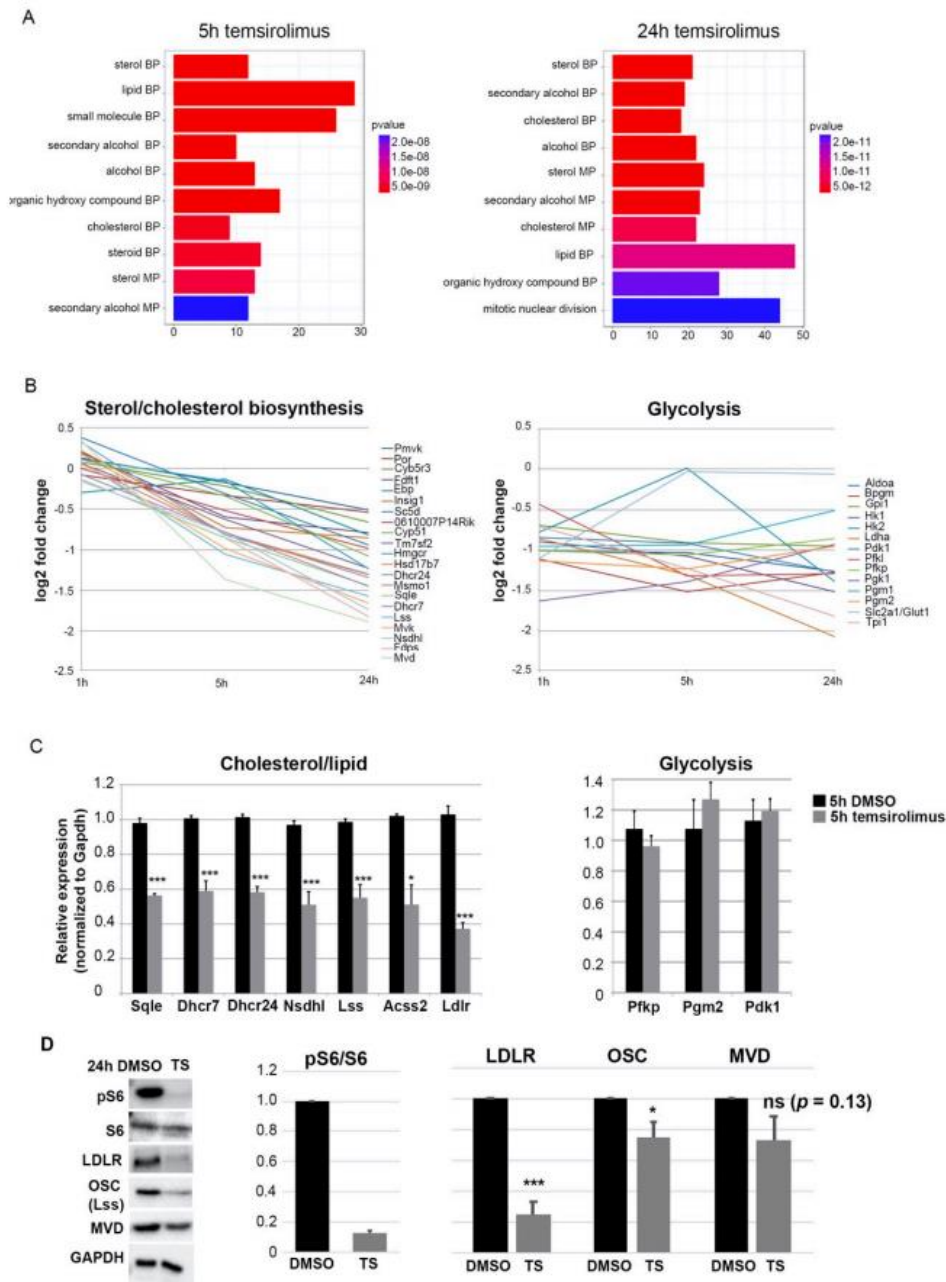 A
5h temsirolimus
sterol BP
lipid BP
small molecule BP
secondary alcohol BP
alcohol BP
organic hydroxy compound BP
cholesterol BP
steroid BP
sterol MP
secondary alcohol MP
0 10 20 30
pvalue
2.0e-08
1.5e-08
1.0e-08
5.0e-09
24h temsirolimus
sterol BP
secondary alcohol BP
cholesterol BP
alcohol BP
sterol MP
secondary alcohol MP
cholesterol MP
lipid BP
organic hydroxy compound BP
mitotic nuclear division
0 10 20 30 40 50
pvalue
2.0e-11
1.5e-11
1.0e-11
5.0e-12
B
Sterol/cholesterol biosynthesis
log2 fold change
0.5
0
-0.5
-1
-1.5
-2
-2.5
1h 5h 24h
Pmvk
Por
Cyb5r3
Fdft1
Ebp
Insig1
Sc5d
0610007P14Rik
Cyp51
Tm7sf2
Hmgcr
Hsd17b7
Dhcr24
Msmo1
Sqle
Dhcr7
Lss
Mvk
Nsdhl
Fdps
Mvd
Glycolysis
log2 fold change
0.5
0
-0.5
-1
-1.5
-2
-2.5
1h 5h 24h
Aldoa
Bpgm
Gpi1
Hk1
Hk2
Ldha
Pdk1
Pfkl
Pfkp
Pgk1
Pgm1
Pgm2
Slc2a1/Glut1
Tpi1
C
Cholesterol/lipid
Relative expression
(normalized to Gapdh)
1.2
1.0
0.8
0.6
0.4
0.2
0
*** *** *** *** *** * ***
Sqle Dhcr7 Dhcr24 Nsdhl Lss Acss2 Ldlr
Glycolysis
1.4
1.2
1.0
0.8
0.6
0.4
0.2
0
Pfkp Pgm2 Pdk1
5h DMSO
5h temsirolimus
D
24h DMSO TS
pS6
S6
LDLR
OSC
(Lss)
MVD
GAPDH
pS6/S6
1.2
1.0
0.8
0.6
0.4
0.2
0
DMSO TS
LDLR OSC MVD
*** * ns (p = 0.13)
DMSO TS DMSO TS DMSO TS